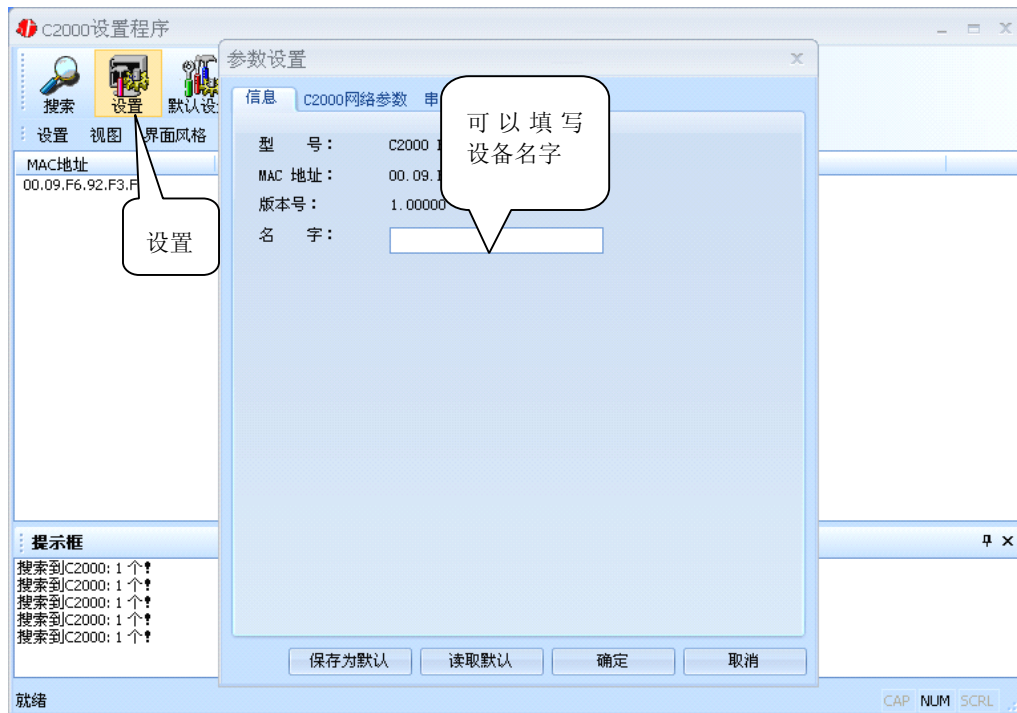 C2000设置程序
搜索 设置 默认设
设置 视图 界面风格
MAC地址
00.09.F6.92.F3.F
设置
参数设置
信息 C2000网络参数 串
可以填写
设备名字
型 号： C2000
MAC 地址： 00.09.
版本号： 1.00000
名 字：
提示框
搜索到C2000: 1 个!
搜索到C2000: 1 个!
搜索到C2000: 1 个!
搜索到C2000: 1 个!
搜索到C2000: 1 个!
保存为默认 读取默认 确定 取消
就绪 CAP NUM SCRL